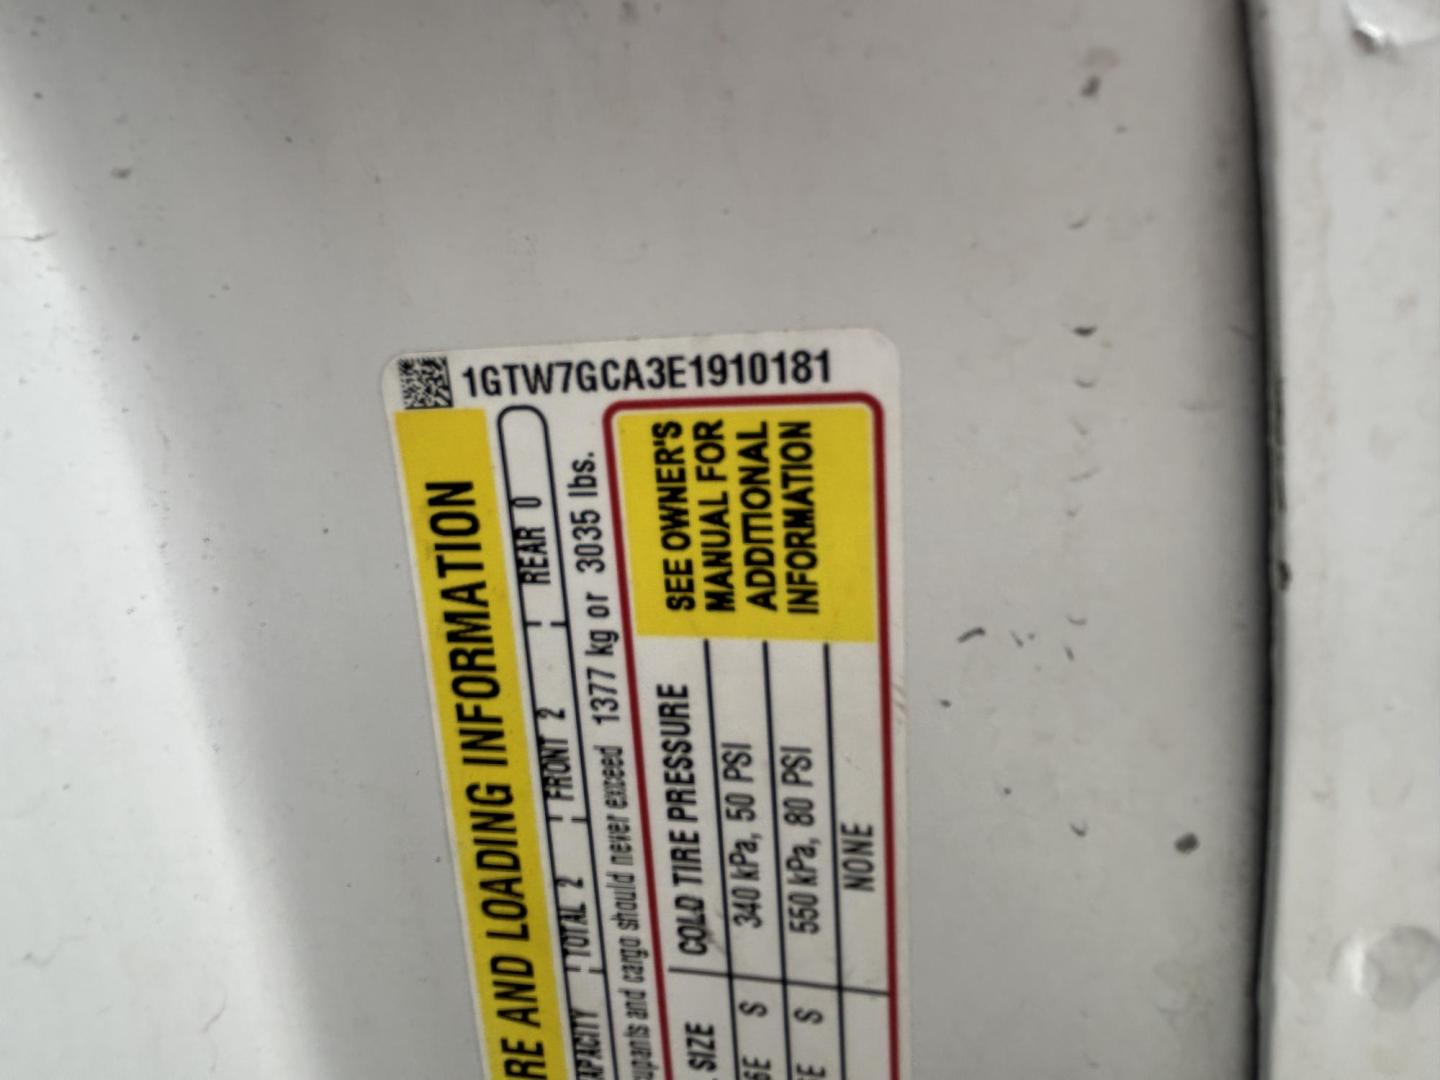 1GTW7GCA3E1910181
RE AND LOADING INFORMATION
TOTAL 2 FRONT 2 REAR 0
and cargo should never exceed 1377 kg or 3035 lbs.
SIZE COLD TIRE PRESSURE
S 340 kPa, 50 PSI
S 550 kPa, 80 PSI
NONE
SEE OWNER'S
MANUAL FOR
ADDITIONAL
INFORMATION